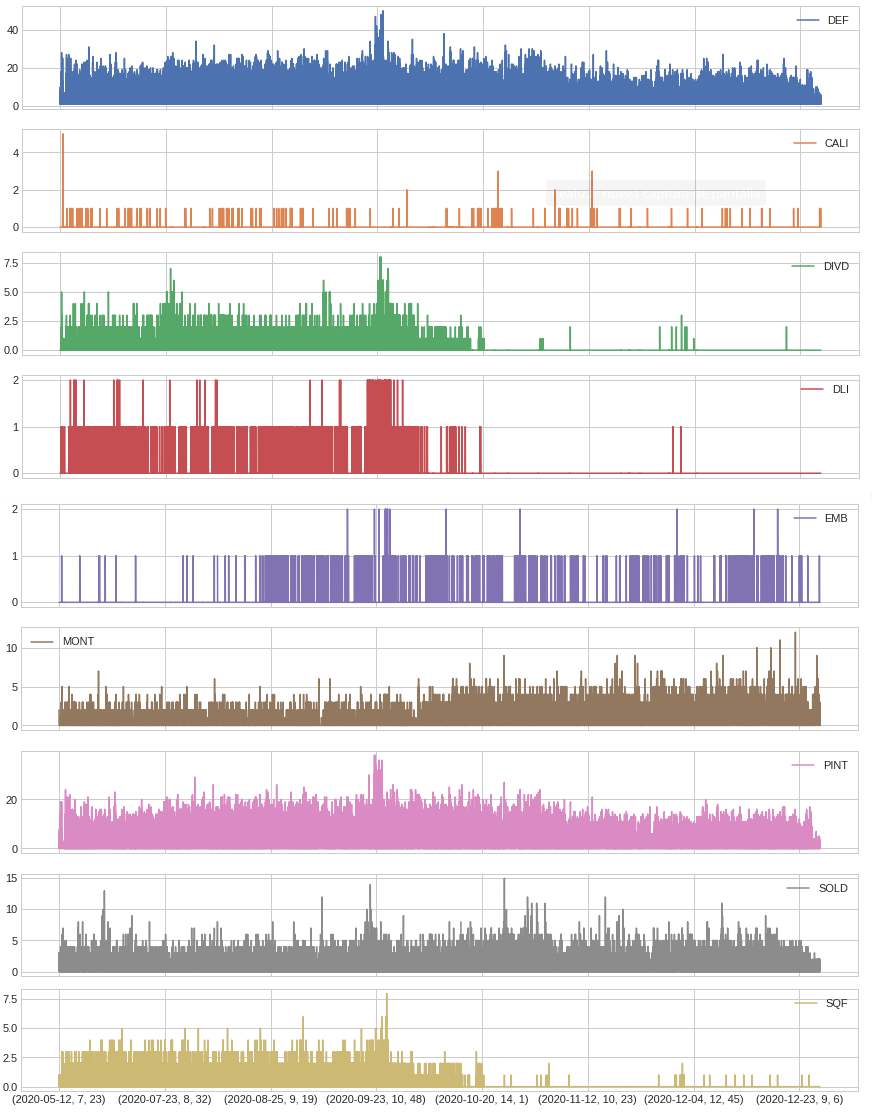 DEF
40
20
0
CALI
4
2
0
DIVD
7.5
5.0
2.5
0.0
DLI
2
1
0
EMB
2
1
0
MONT
10
5
0
PINT
20
0
SOLD
15
10
5
0
SQF
7.5
5.0
2.5
0.0
(2020-05-12, 7, 23) (2020-07-23, 8, 32) (2020-08-25, 9, 19) (2020-09-23, 10, 48) (2020-10-20, 14, 1) (2020-11-12, 10, 23) (2020-12-04, 12, 45) (2020-12-23, 9, 6)